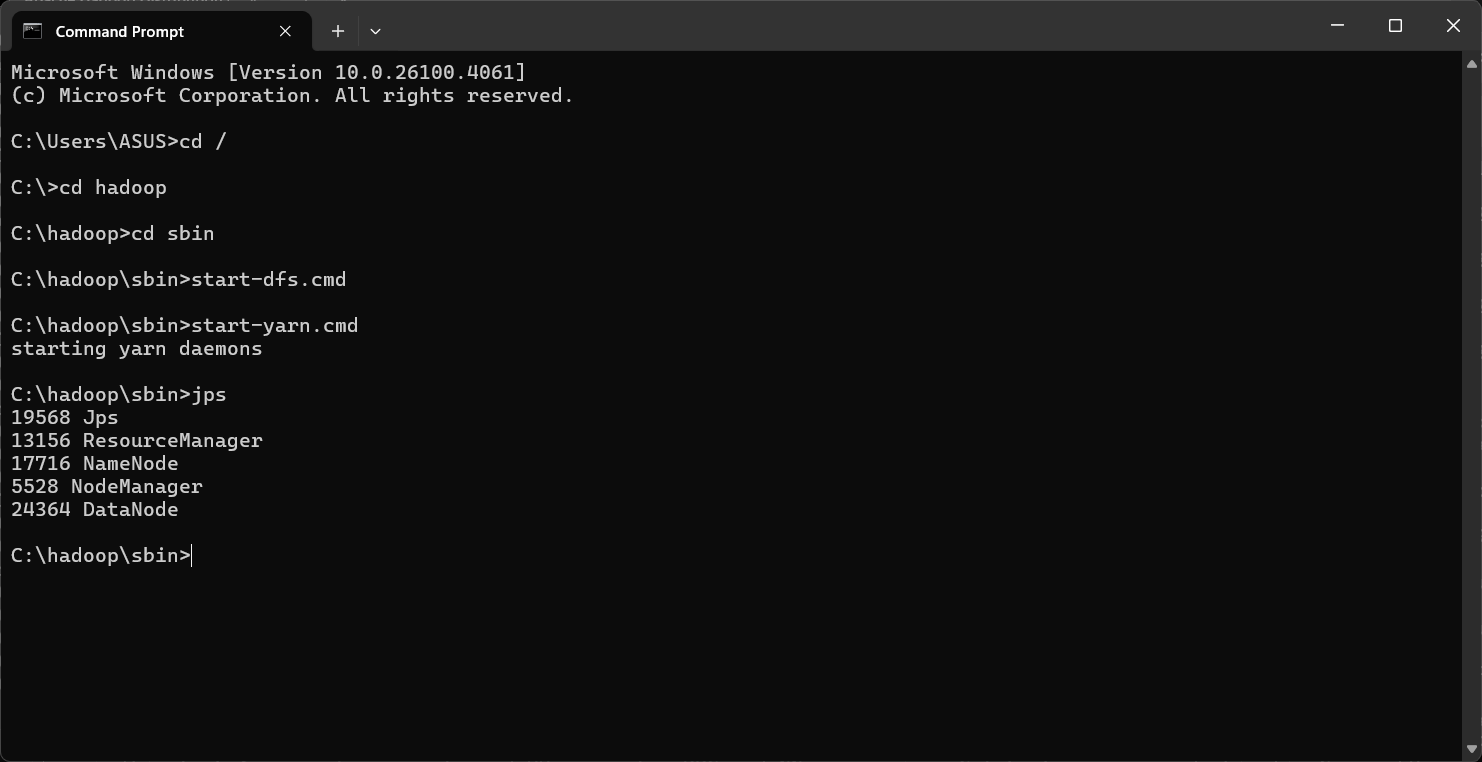 Command Prompt
Microsoft Windows [Version 10.0.26100.4061]
(c) Microsoft Corporation. All rights reserved.
C:\Users\ASUS>cd /
C:\>cd hadoop
C:\hadoop>cd sbin
C:\hadoop\sbin>start-dfs.cmd
C:\hadoop\sbin>start-yarn.cmd
starting yarn daemons
C:\hadoop\sbin>jps
19568 Jps
13156 ResourceManager
17716 NameNode
5528 NodeManager
24364 DataNode
C:\hadoop\sbin>